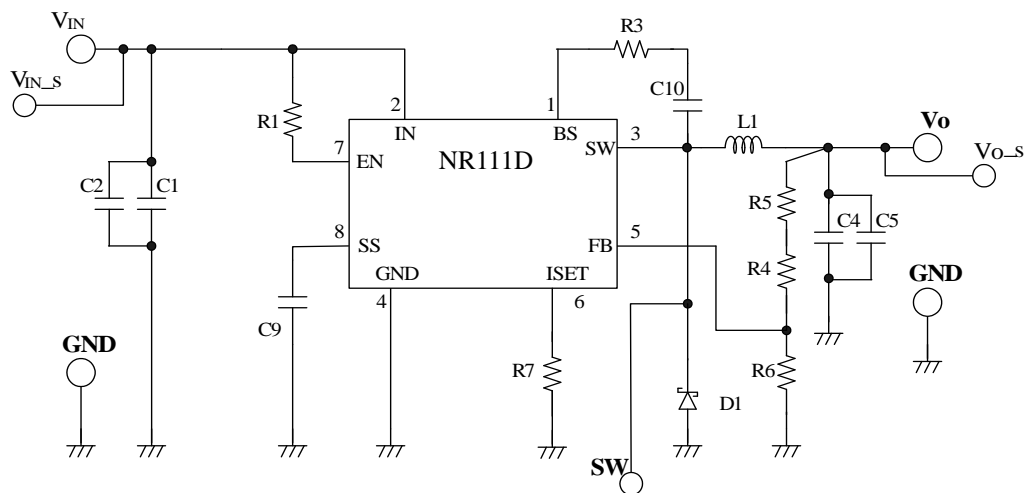 VIN
VIN_S
R3
C10
2
1
L1
Vo
R1
IN
BS
3
7
EN
NR111D
SW
VO_S
C2
C1
R5
C4
C5
8
SS
5
FB
R4
GND
ISET
GND
4
6
C9
GND
R7
R6
D1
SW